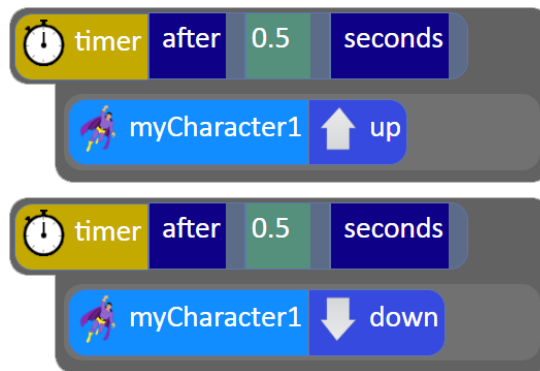 timer after 0.5 seconds
myCharacter1 up
timer after 0.5 seconds
myCharacter1 down